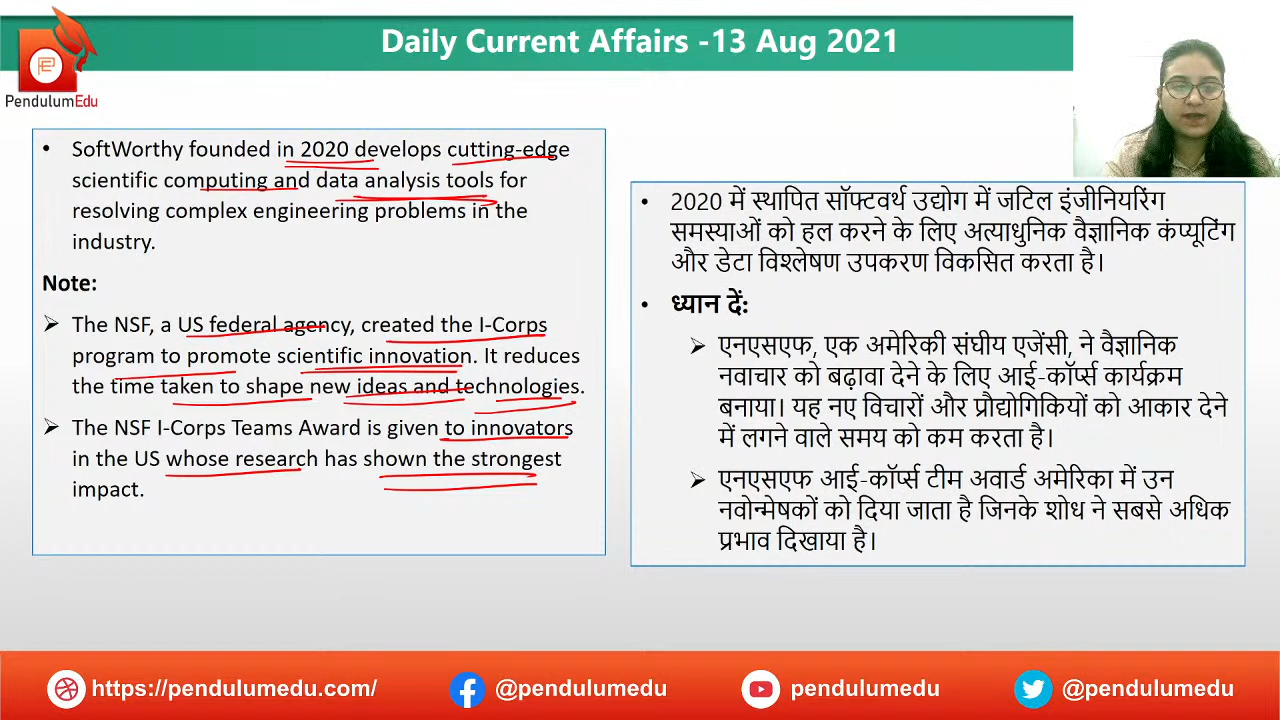 Daily Current Affairs -13 Aug 2021
PendulumEdu
• SoftWorthy founded in 2020 develops cutting-edge
scientific computing and data analysis tools for
resolving complex engineering problems in the
industry.
Note:
➢ The NSF, a US federal agency, created the I-Corps
program to promote scientific innovation. It reduces
the time taken to shape new ideas and technologies.
➢ The NSF I-Corps Teams Award is given to innovators
in the US whose research has shown the strongest
impact.
• 2020 में स्थापित सॉफ्टवर्थ उद्योग में जटिल इंजीनियरिंग
समस्याओं को हल करने के लिए अत्याधुनिक वैज्ञानिक कंप्यूटिंग
और डेटा विश्लेषण उपकरण विकसित करता है।
• ध्यान दें:
➢ एनएसएफ, एक अमेरिकी संघीय एजेंसी, ने वैज्ञानिक
नवाचार को बढ़ावा देने के लिए आई-कॉर्प्स कार्यक्रम
बनाया। यह नए विचारों और प्रौद्योगिकियों को आकार देने
में लगने वाले समय को कम करता है।
➢ एनएसएफ आई-कॉर्प्स टीम अवार्ड अमेरिका में उन
नवोन्मेषकों को दिया जाता है जिनके शोध ने सबसे अधिक
प्रभाव दिखाया है।
https://pendulumedu.com/
@pendulumedu
pendulumedu
@pendulumedu